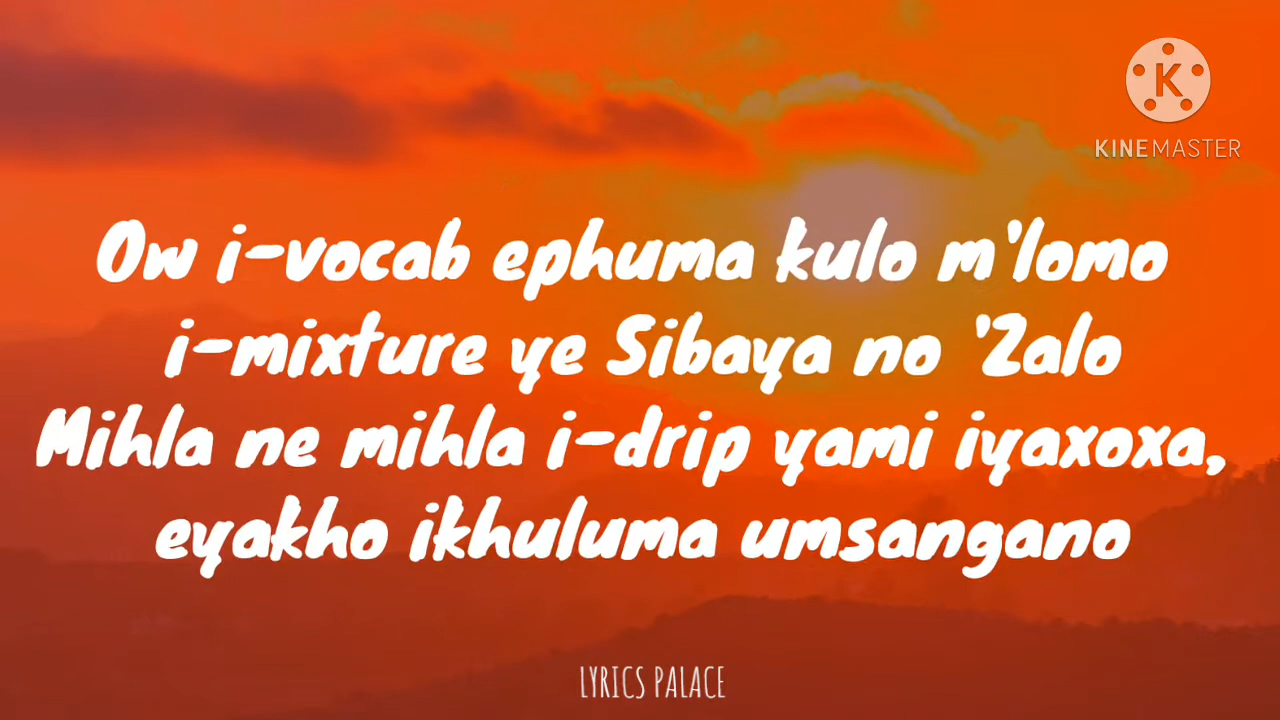 KINEMASTER
Ow i-vocab ephuma kulo m'lomo
i-mixture ye Sibaya no 'Zalo
Mihla ne mihla i-drip yami iyaxoxa,
eyakho ikhuluma umsangano
LYRICS PALACE